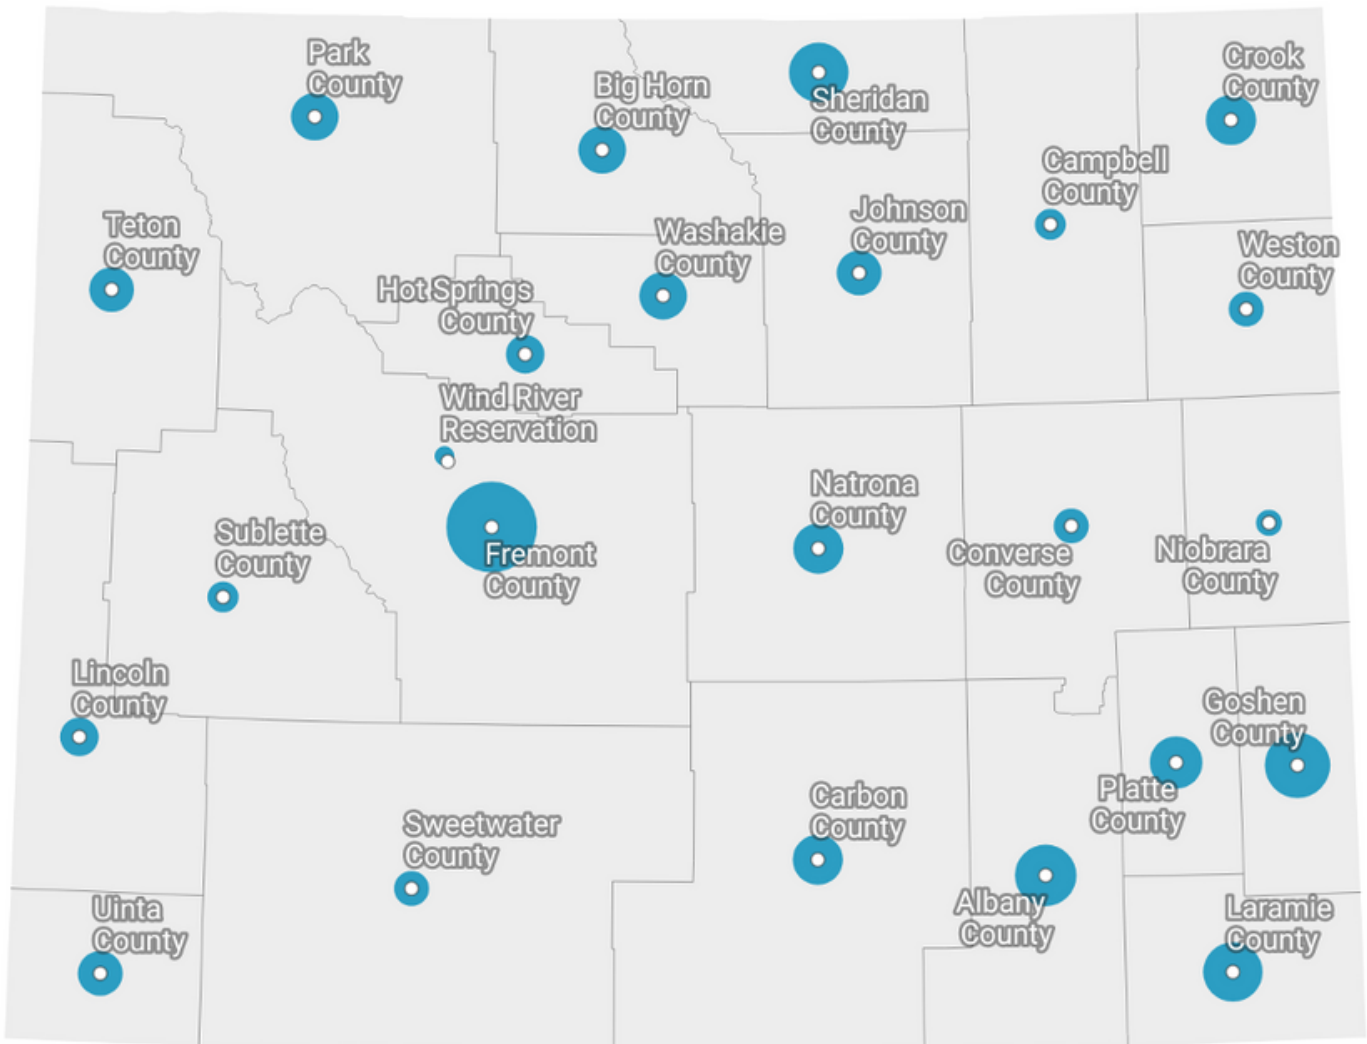 Park
County
Big Horn
County
Sheridan
County
Crook
County
Campbell
County
Teton
County
Washakie
County
Johnson
County
Weston
County
Hot Springs
County
Wind River
Reservation
Natrona
County
Sublette
County
Fremont
County
Converse
County
Niobrara
County
Lincoln
County
Goshen
County
Platte
County
Sweetwater
County
Carbon
County
Albany
County
Uinta
County
Laramie
County